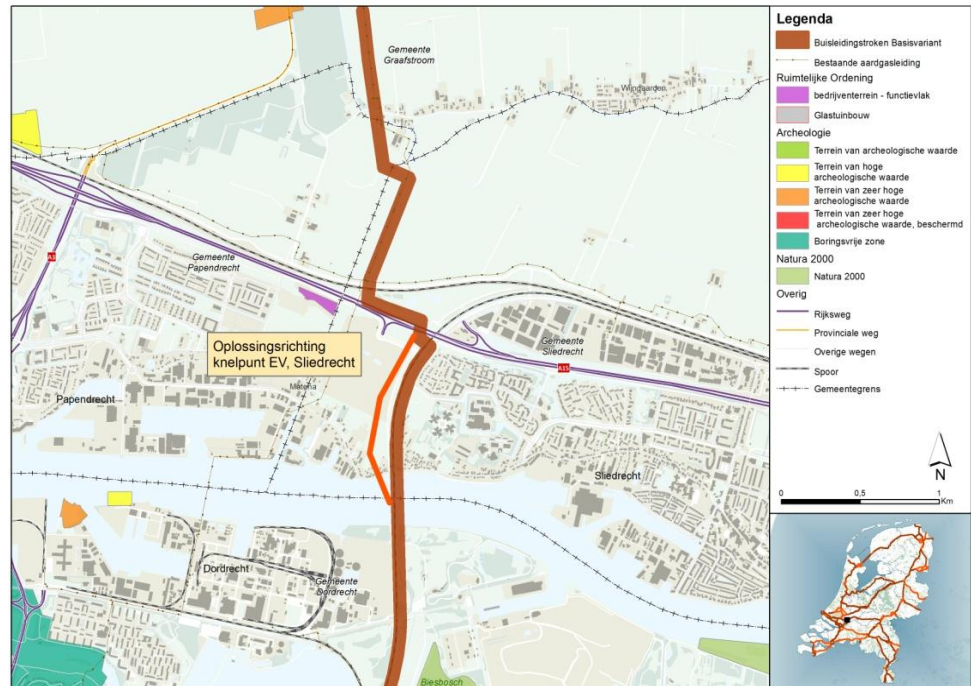 Gemeente
Graafstroom
Wijngaarden
Gemeente
Papendrecht
A3
Oplossingsrichting
knelpunt EV, Sliedrecht
Gemeente
Sliedrecht
A15
Matena
Papendrecht
Sliedrecht
Dordrecht
Gemeente
Dordrecht
Biesbosch
Legenda
Buisleidingstroken Basisvariant
Bestaande aardgasleiding
Ruimtelijke Ordening
bedrijventerrein - functievlak
Glastuinbouw
Archeologie
Terrein van archeologische waarde
Terrein van hoge
archeologische waarde
Terrein van zeer hoge
archeologische waarde
Terrein van zeer hoge
archeologische waarde, beschermd
Boringsvrije zone
Natura 2000
Natura 2000
Overig
Rijksweg
Provinciale weg
Overige wegen
Spoor
Gemeentegrens
N
0 0,5 1
Km